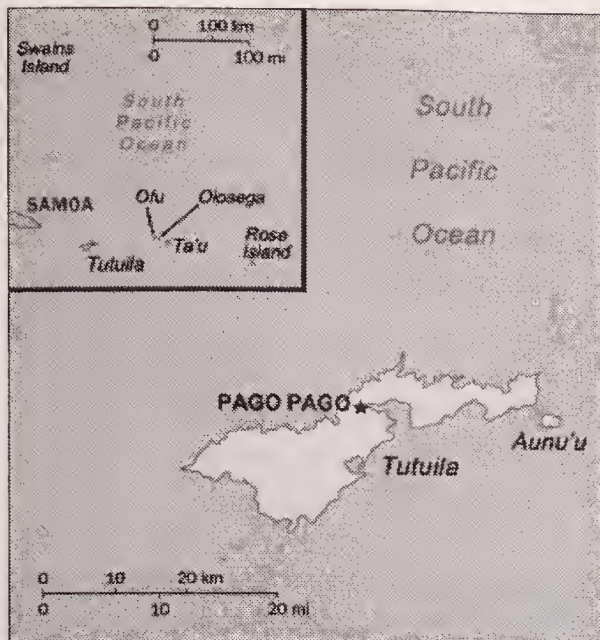 0 100 km
0 100 mi
Swains
Island
South
Pacific
Ocean
SAMOA
Ofu
Olosega
Ta'u
Tutuila
Rose
Island
South
Pacific
Ocean
PAGO PAGO
Aunu'u
Tutuila
0 10 20 km
0 10 20 mi